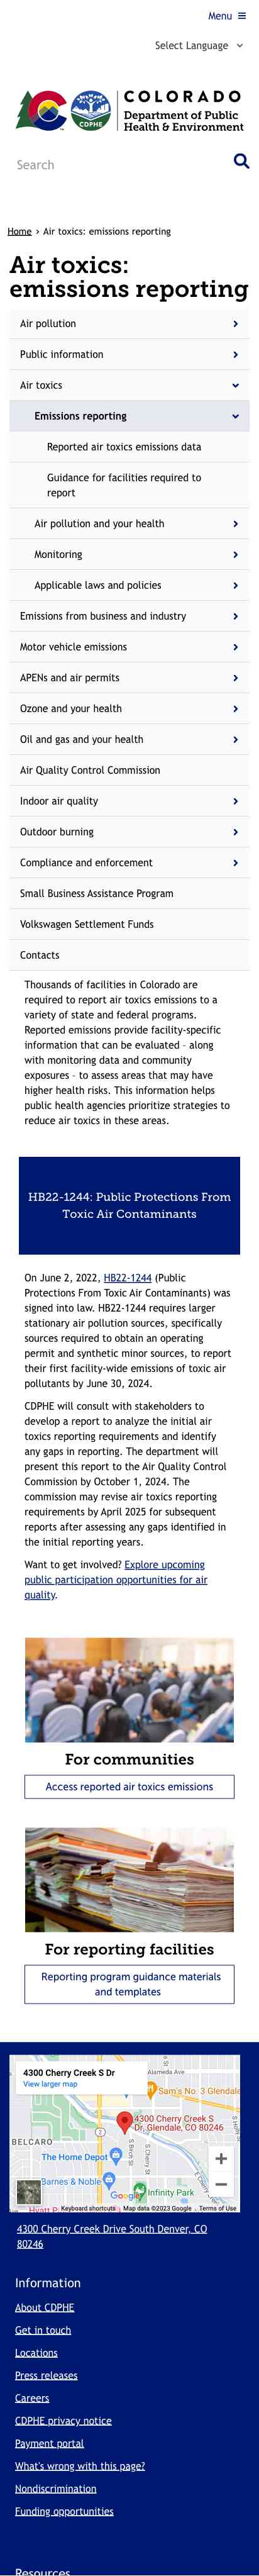 Menu
Select Language
COLORADO
Department of Public
Health & Environment
CDPHE
Search
Home › Air toxics: emissions reporting
Air toxics:
emissions reporting
Air pollution
Public information
Air toxics
Emissions reporting
Reported air toxics emissions data
Guidance for facilities required to
report
Air pollution and your health
Monitoring
Applicable laws and policies
Emissions from business and industry
Motor vehicle emissions
APENs and air permits
Ozone and your health
Oil and gas and your health
Air Quality Control Commission
Indoor air quality
Outdoor burning
Compliance and enforcement
Small Business Assistance Program
Volkswagen Settlement Funds
Contacts
Thousands of facilities in Colorado are
required to report air toxics emissions to a
variety of state and federal programs.
Reported emissions provide facility-specific
information that can be evaluated – along
with monitoring data and community
exposures – to assess areas that may have
higher health risks. This information helps
public health agencies prioritize strategies to
reduce air toxics in these areas.
HB22-1244: Public Protections From
Toxic Air Contaminants
On June 2, 2022, HB22-1244 (Public
Protections From Toxic Air Contaminants) was
signed into law. HB22-1244 requires larger
stationary air pollution sources, specifically
sources required to obtain an operating
permit and synthetic minor sources, to report
their first facility-wide emissions of toxic air
pollutants by June 30, 2024.
CDPHE will consult with stakeholders to
develop a report to analyze the initial air
toxics reporting requirements and identify
any gaps in reporting. The department will
present this report to the Air Quality Control
Commission by October 1, 2024. The
commission may revise air toxics reporting
requirements by April 2025 for subsequent
reports after assessing any gaps identified in
the initial reporting years.
Want to get involved? Explore upcoming
public participation opportunities for air
quality.
For communities
Access reported air toxics emissions
For reporting facilities
Reporting program guidance materials
and templates
4300 Cherry Creek S Dr
View larger map
Alameda Ave
Sam's No. 3 Glendale
4300 Cherry Creek S
Dr, Glendale, CO 80246
BELCARO
2
The Home Depot
Barnes & Noble
Infinity Park
Google
Hyatt P
Keyboard shortcuts
Map data ©2023 Google
Terms of Use
4300 Cherry Creek Drive South Denver, CO
80246
Information
About CDPHE
Get in touch
Locations
Press releases
Careers
CDPHE privacy notice
Payment portal
What's wrong with this page?
Nondiscrimination
Funding opportunities
Resources